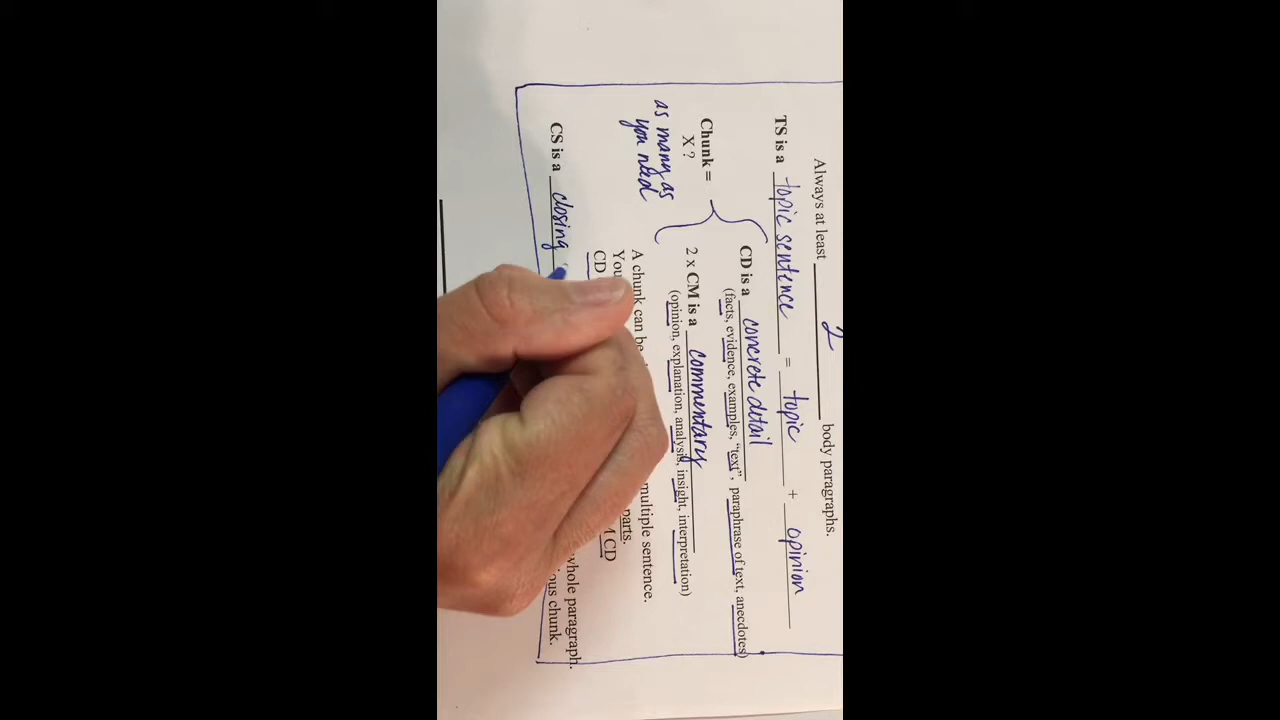 Always at least 2 body paragraphs.
TS is a topic sentence = topic + opinion
CD is a concrete detail
(facts, evidence, examples, "text", paraphrase of text, anecdotes)
Chunk =
X ?
2 x CM is a commentary
(opinion, explanation, analysis, insight, interpretation)
as many as
you need
A chunk can be multiple sentence.
You parts.
CD CD
CS is a closing whole paragraph.
chunk.